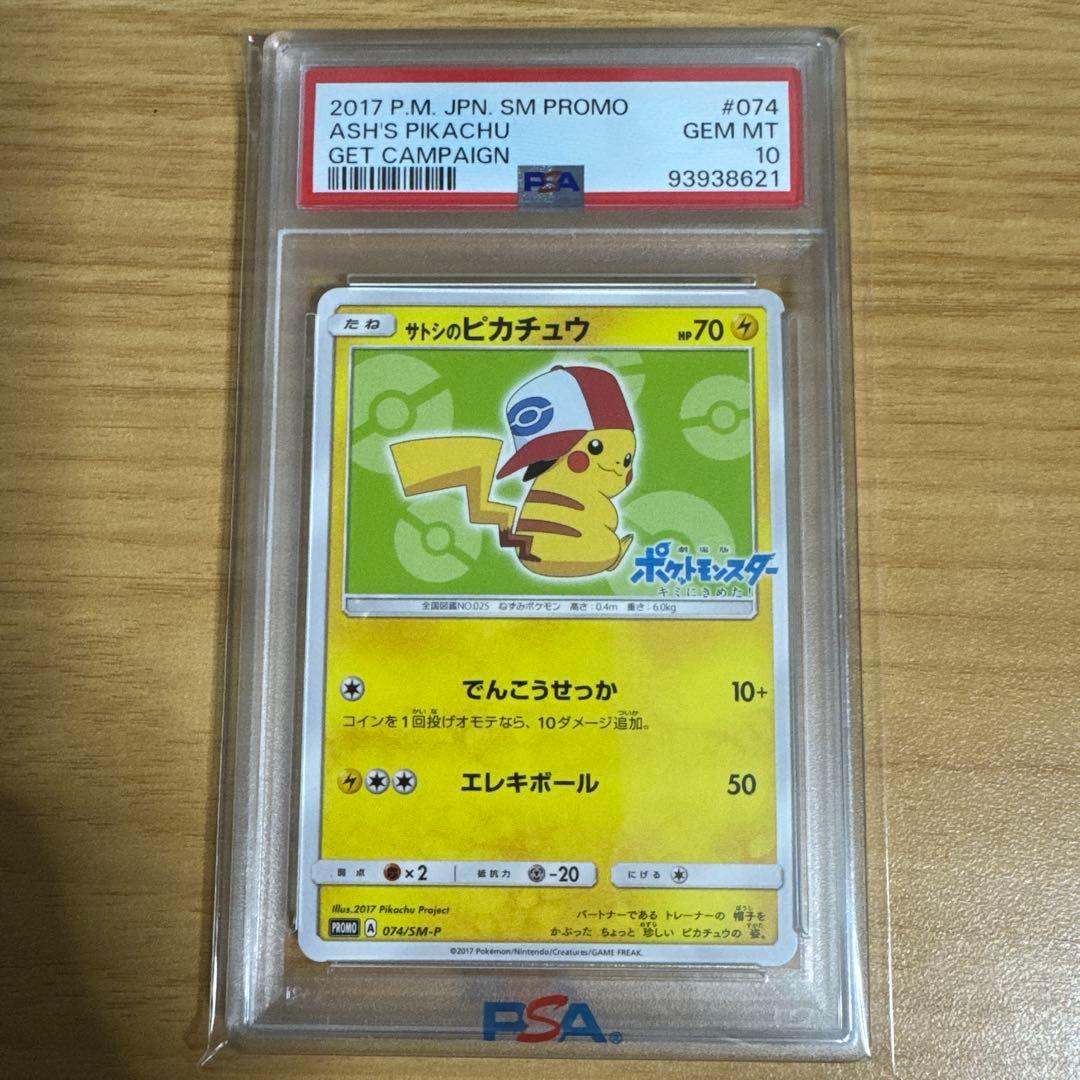 2017 P.M. JPN. SM PROMO #074
ASH'S PIKACHU GEM MT
GET CAMPAIGN 10
PSA 93938621
たね サトシのピカチュウ HP70
劇場版
ポケットモンスター
キミにきめた!
全国図鑑NO.025 ねずみポケモン 高さ:0.4m 重さ:6.0kg
でんこうせっか 10+
コインを1回投げオモテなら、10ダメージ追加。
エレキボール 50
弱点 ×2 抵抗力 -20 にげる
Illus.2017 Pikachu Project
パートナーである トレーナーの 帽子を
かぶった ちょっと 珍しい ピカチュウの 姿。
PROMO A 074/SM-P
©2017 Pokémon/Nintendo/Creatures/GAME FREAK.
PSA®